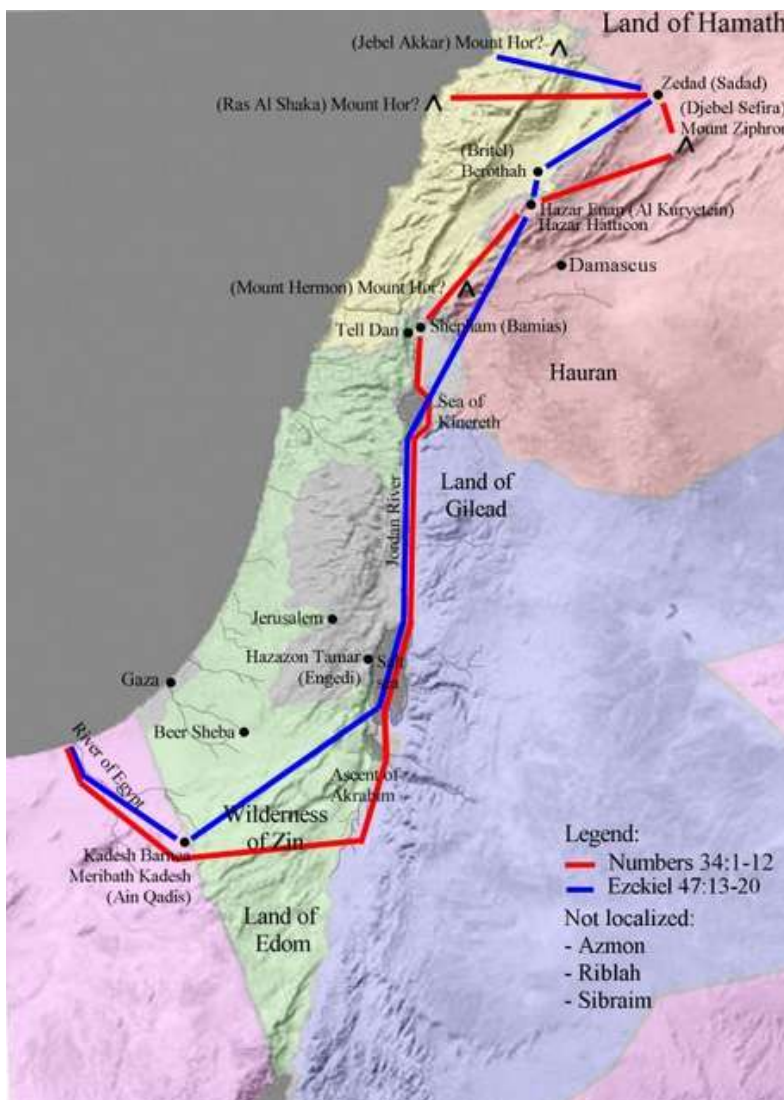 Land of Hamath
(Jebel Akkar) Mount Hor?
Zedad (Sadad)
(Ras Al Shaka) Mount Hor?
(Djebel Sefira)
Mount Ziphron
(Britel)
Berothah
Hazar Enan (Al Kuryetein)
Hazar Hatticon
Damascus
(Mount Hermon) Mount Hor?
Tell Dan
Shepham (Bamias)
Hauran
Sea of
Kinereth
Land of
Gilead
Jordan River
Jerusalem
Hazazon Tamar
(Engedi)
Salt
sea
Gaza
Beer Sheba
River of Egypt
Ascent of
Akrabim
Wilderness
of Zin
Kadesh Barnea
Meribath Kadesh
(Ain Qadis)
Land of
Edom
Legend:
Numbers 34:1-12
Ezekiel 47:13-20
Not localized:
- Azmon
- Riblah
- Sibraim